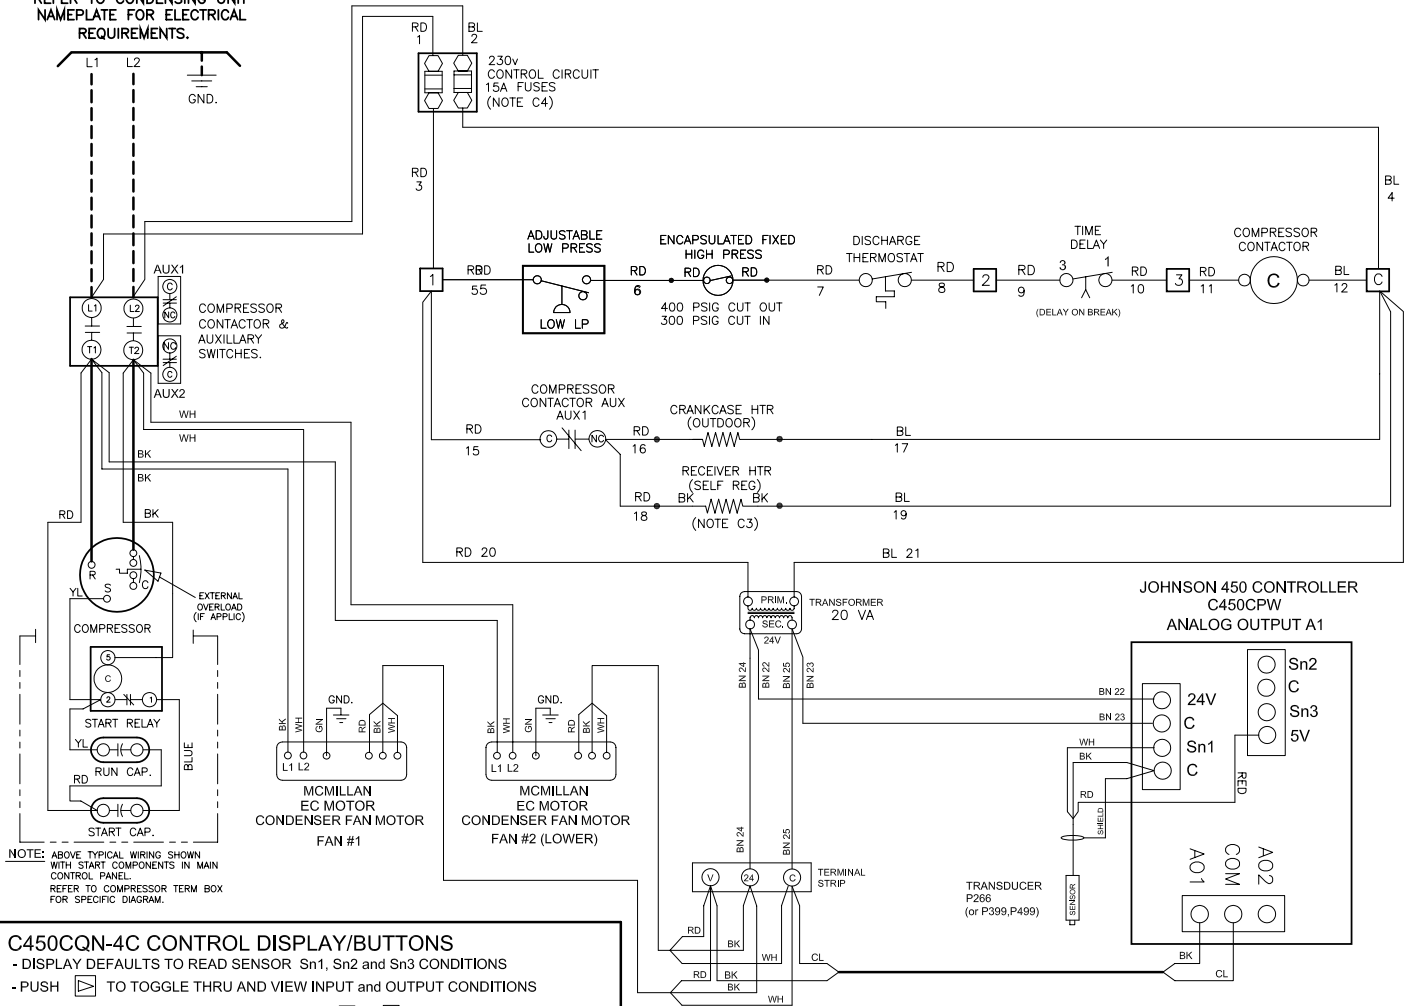 REFER TO CONDENSING UNIT
NAMEPLATE FOR ELECTRICAL
REQUIREMENTS.
L1 L2
GND.
RD
1
BL
2
230v
CONTROL CIRCUIT
15A FUSES
(NOTE C4)
RD
3
BL
4
AUX1
C
NC
L1 L2
T1 T2
NC
C
AUX2
COMPRESSOR
CONTACTOR &
AUXILLARY
SWITCHES.
1
RD
55
ADJUSTABLE
LOW PRESS
LOW LP
RD
6
ENCAPSULATED FIXED
HIGH PRESS
RD RD
400 PSIG CUT OUT
300 PSIG CUT IN
RD
7
DISCHARGE
THERMOSTAT
RD
8
2
RD
9
TIME
DELAY
3 1
(DELAY ON BREAK)
RD
10
3
RD
11
COMPRESSOR
CONTACTOR
C
BL
12
C
WH
WH
BK
BK
RD
15
COMPRESSOR
CONTACTOR AUX
AUX1
C NC
RD
16
CRANKCASE HTR
(OUTDOOR)
BL
17
RD
18
RECEIVER HTR
(SELF REG)
BK BK
(NOTE C3)
BL
19
RD 20
BL 21
RD
BK
R
S
C
YL
EXTERNAL
OVERLOAD
(IF APPLIC)
COMPRESSOR
5
C
2 1
START RELAY
YL
RUN CAP.
RD
BLUE
START CAP.
NOTE: ABOVE TYPICAL WIRING SHOWN
WITH START COMPONENTS IN MAIN
CONTROL PANEL.
REFER TO COMPRESSOR TERM BOX
FOR SPECIFIC DIAGRAM.
GND.
BK WH GN RD BK WH
L1 L2
MCMILLAN
EC MOTOR
CONDENSER FAN MOTOR
FAN #1
GND.
BK WH GN RD BK WH
L1 L2
MCMILLAN
EC MOTOR
CONDENSER FAN MOTOR
FAN #2 (LOWER)
PRIM.
SEC.
24V
TRANSFORMER
20 VA
BN 24 BN 22 BN 25 BN 23
BN 24 BN 25
V 24 C
TERMINAL
STRIP
RD
BK
WH
CL
RD
BK
BK
WH
BK
CL
JOHNSON 450 CONTROLLER
C450CPW
ANALOG OUTPUT A1
Sn2
C
Sn3
5V
BN 22
24V
BN 23
C
WH
Sn1
BK
C
RD
RED
SHIELD
SENSOR
TRANSDUCER
P266
(or P399,P499)
AO1 COM AO2
C450CQN-4C CONTROL DISPLAY/BUTTONS
- DISPLAY DEFAULTS TO READ SENSOR Sn1, Sn2 and Sn3 CONDITIONS
- PUSH TO TOGGLE THRU AND VIEW INPUT and OUTPUT CONDITIONS